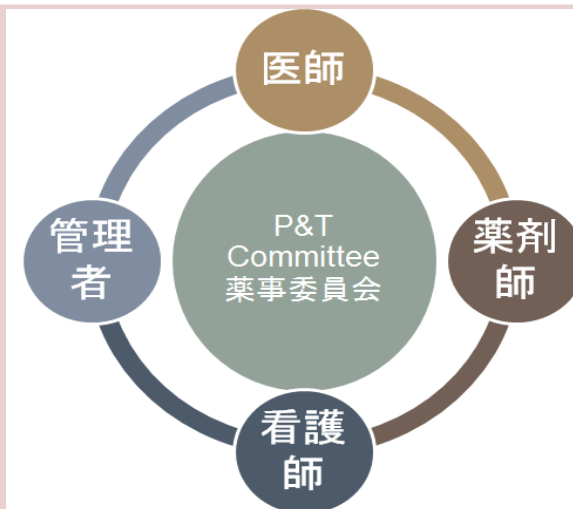 医師
P&T
Committee
薬事委員会
管理
者
薬剤
師
看護
師